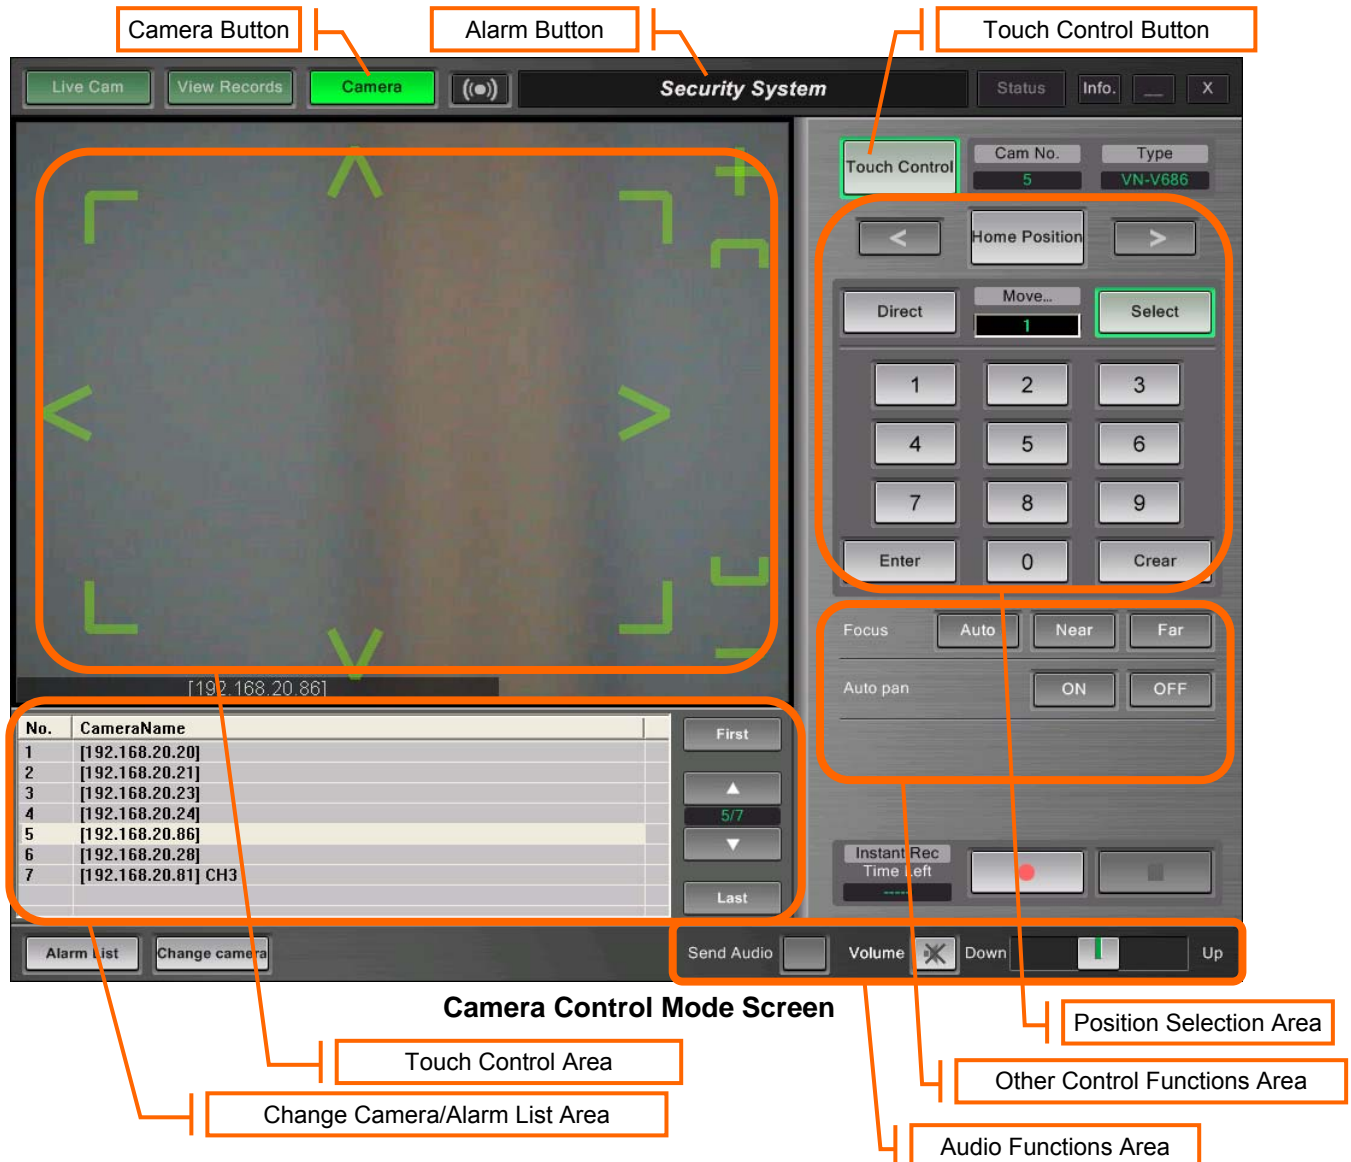 Camera Button
Alarm Button
Touch Control Button
Live Cam
View Records
Camera
((●))
Security System
Status
Info.
__
X
Touch Control
Cam No.
5
Type
VN-V686
<
Home Position
>
Direct
Move...
1
Select
1
2
3
4
5
6
7
8
9
Enter
0
Crear
Focus
Auto
Near
Far
Auto pan
ON
OFF
[192.168.20.86]
No. CameraName
1 [192.168.20.20]
2 [192.168.20.21]
3 [192.168.20.23]
4 [192.168.20.24]
5 [192.168.20.86]
6 [192.168.20.28]
7 [192.168.20.81] CH3
First
5/7
Last
Instant Rec
Time Left
-----
Alarm List
Change camera
Send Audio
Volume
Down
Up
Camera Control Mode Screen
Position Selection Area
Touch Control Area
Other Control Functions Area
Change Camera/Alarm List Area
Audio Functions Area